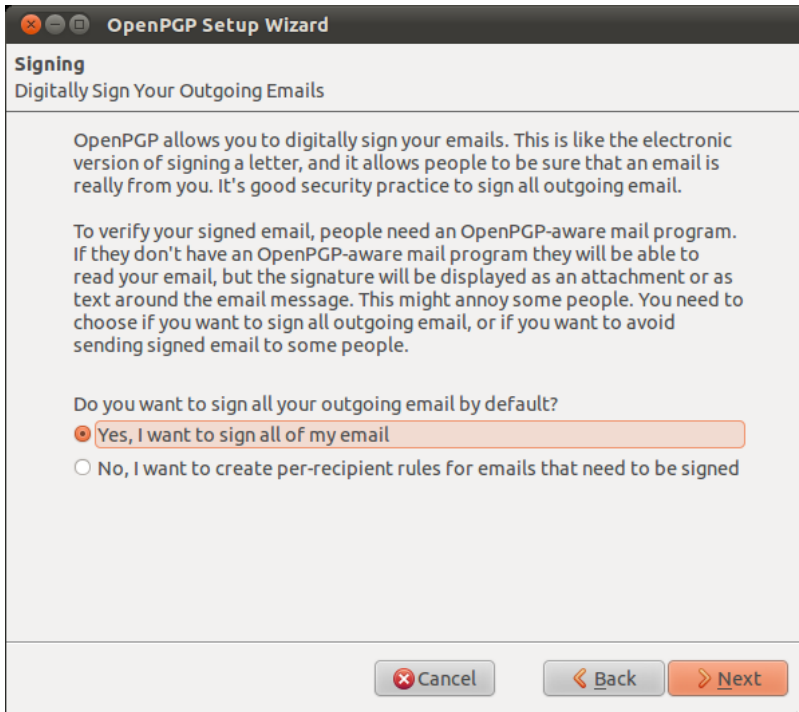 OpenPGP Setup Wizard
Signing
Digitally Sign Your Outgoing Emails
OpenPGP allows you to digitally sign your emails. This is like the electronic
version of signing a letter, and it allows people to be sure that an email is
really from you. It's good security practice to sign all outgoing email.
To verify your signed email, people need an OpenPGP-aware mail program.
If they don't have an OpenPGP-aware mail program they will be able to
read your email, but the signature will be displayed as an attachment or as
text around the email message. This might annoy some people. You need to
choose if you want to sign all outgoing email, or if you want to avoid
sending signed email to some people.
Do you want to sign all your outgoing email by default?
Yes, I want to sign all of my email
No, I want to create per-recipient rules for emails that need to be signed
Cancel Back Next